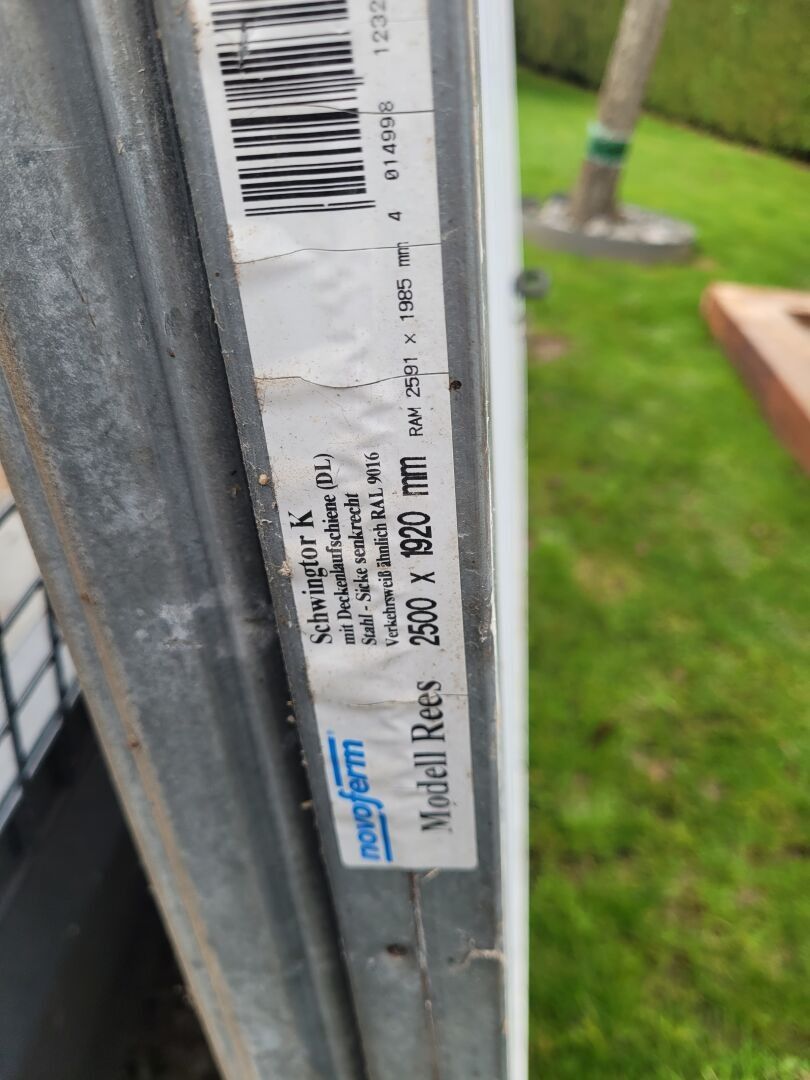 novoferm
Modell Rees
Schwingtor K
mit Deckenlaufschiene (DL)
Stahl - Sicke senkrecht
Verkehrsweiß ähnlich RAL 9016
2500 X 1920 mm
RAM 2591 x 1985 mm
4 014998 1232